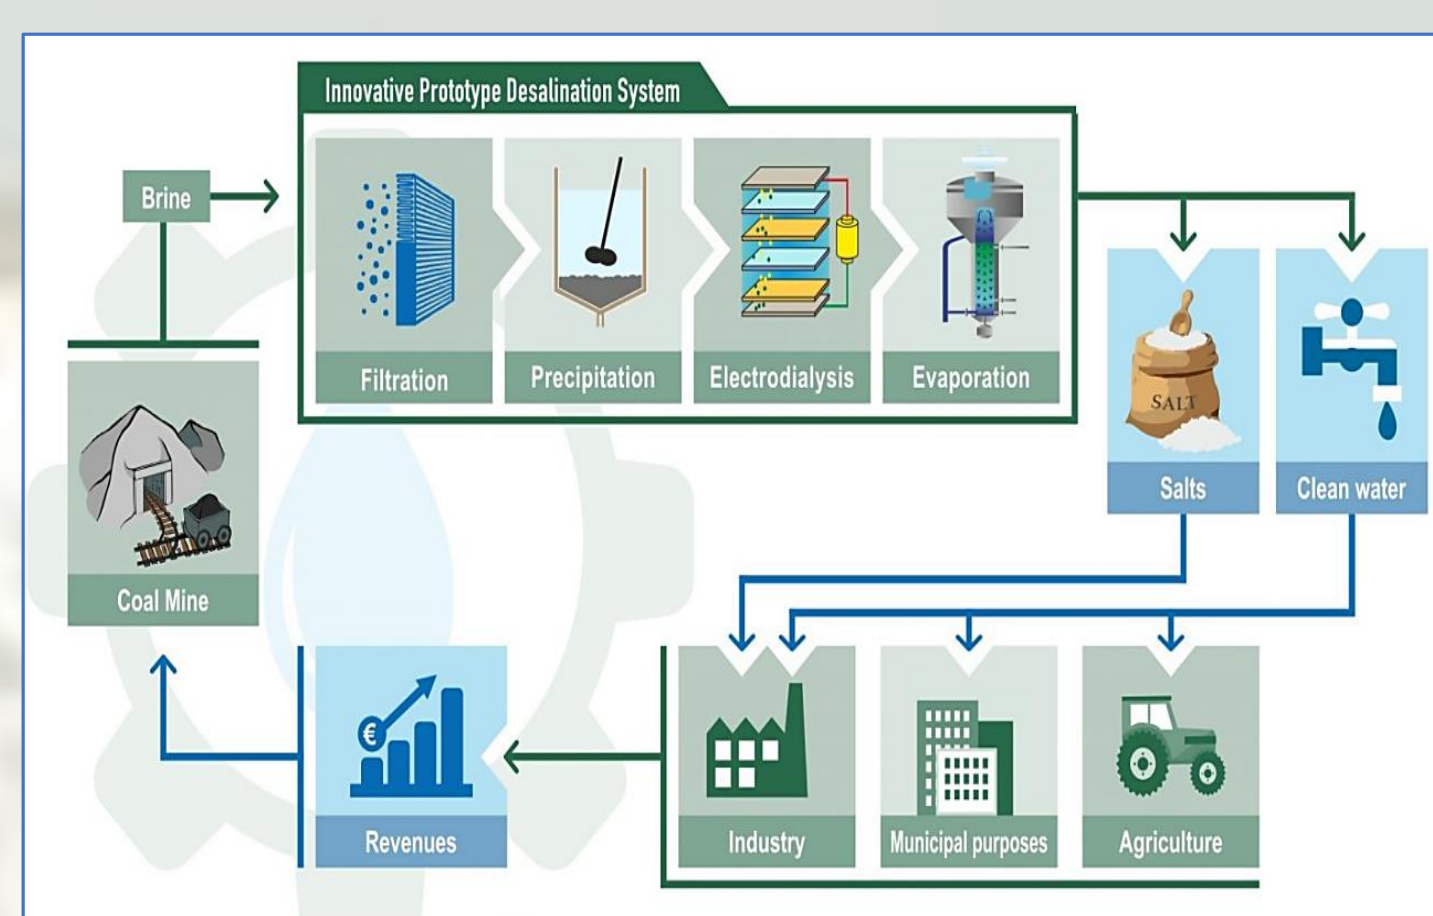 Innovative Prototype Desalination System
Brine
Filtration
Precipitation
Electrodialysis
Evaporation
SALT
Salts
Clean water
Coal Mine
€
Revenues
Industry
Municipal purposes
Agriculture